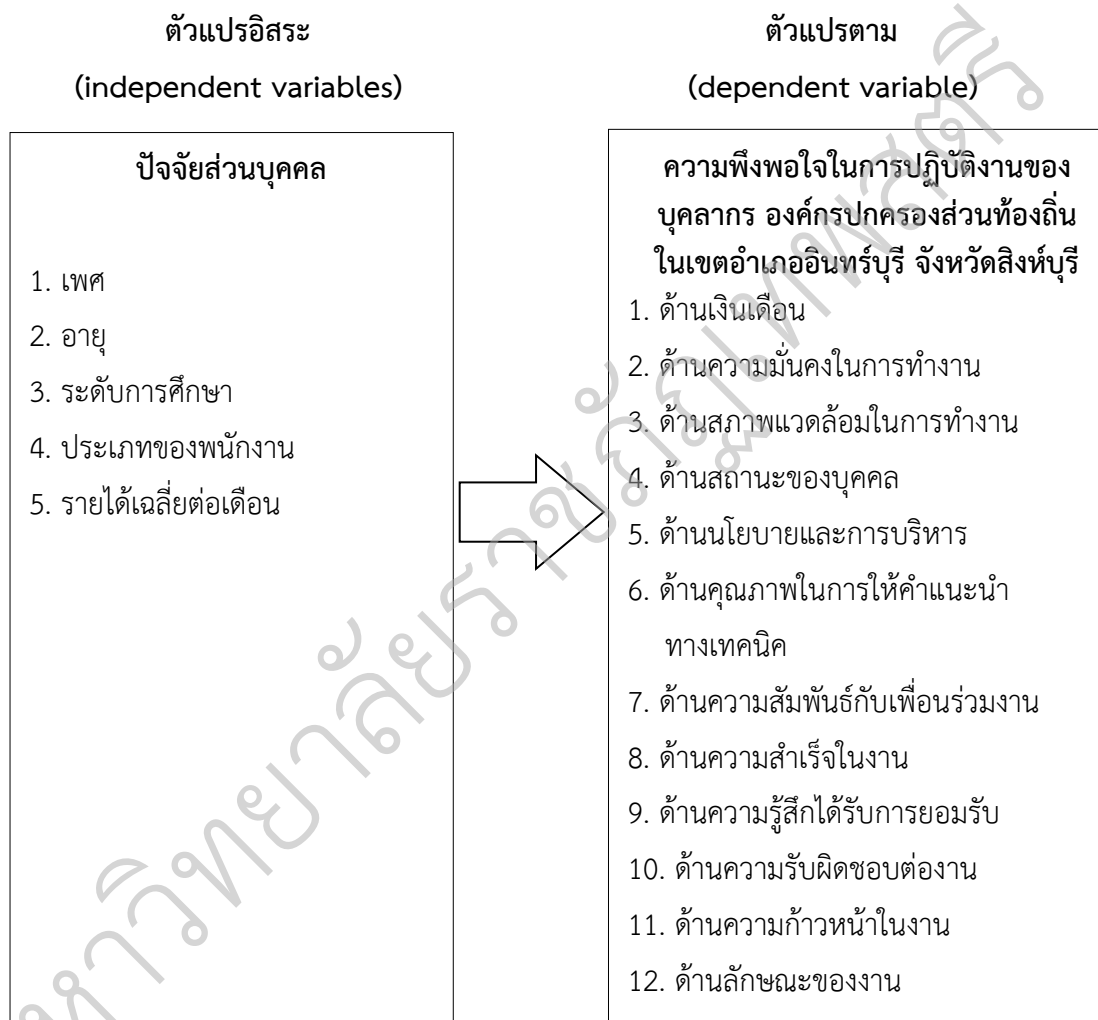 ตัวแปรอิสระ
(independent variables)
ปัจจัยส่วนบุคคล
1. เพศ
2. อายุ
3. ระดับการศึกษา
4. ประเภทของพนักงาน
5. รายได้เฉลี่ยต่อเดือน
ตัวแปรตาม
(dependent variable)
ความพึงพอใจในการปฏิบัติงานของ
บุคลากร องค์กรปกครองส่วนท้องถิ่น
ในเขตอำเภออินทร์บุรี จังหวัดสิงห์บุรี
1. ด้านเงินเดือน
2. ด้านความมั่นคงในการทำงาน
3. ด้านสภาพแวดล้อมในการทำงาน
4. ด้านสถานะของบุคคล
5. ด้านนโยบายและการบริหาร
6. ด้านคุณภาพในการให้คำแนะนำ
ทางเทคนิค
7. ด้านความสัมพันธ์กับเพื่อนร่วมงาน
8. ด้านความสำเร็จในงาน
9. ด้านความรู้สึกได้รับการยอมรับ
10. ด้านความรับผิดชอบต่องาน
11. ด้านความก้าวหน้าในงาน
12. ด้านลักษณะของงาน
หาวิทยาลัยราชภัฏเทพสตรี